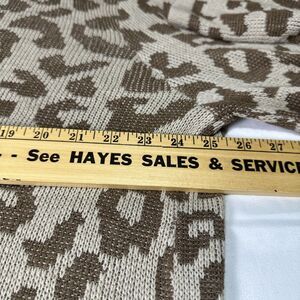 19 20 21 22 23 24 25 26 27
- See HAYES SALES & SERVICE